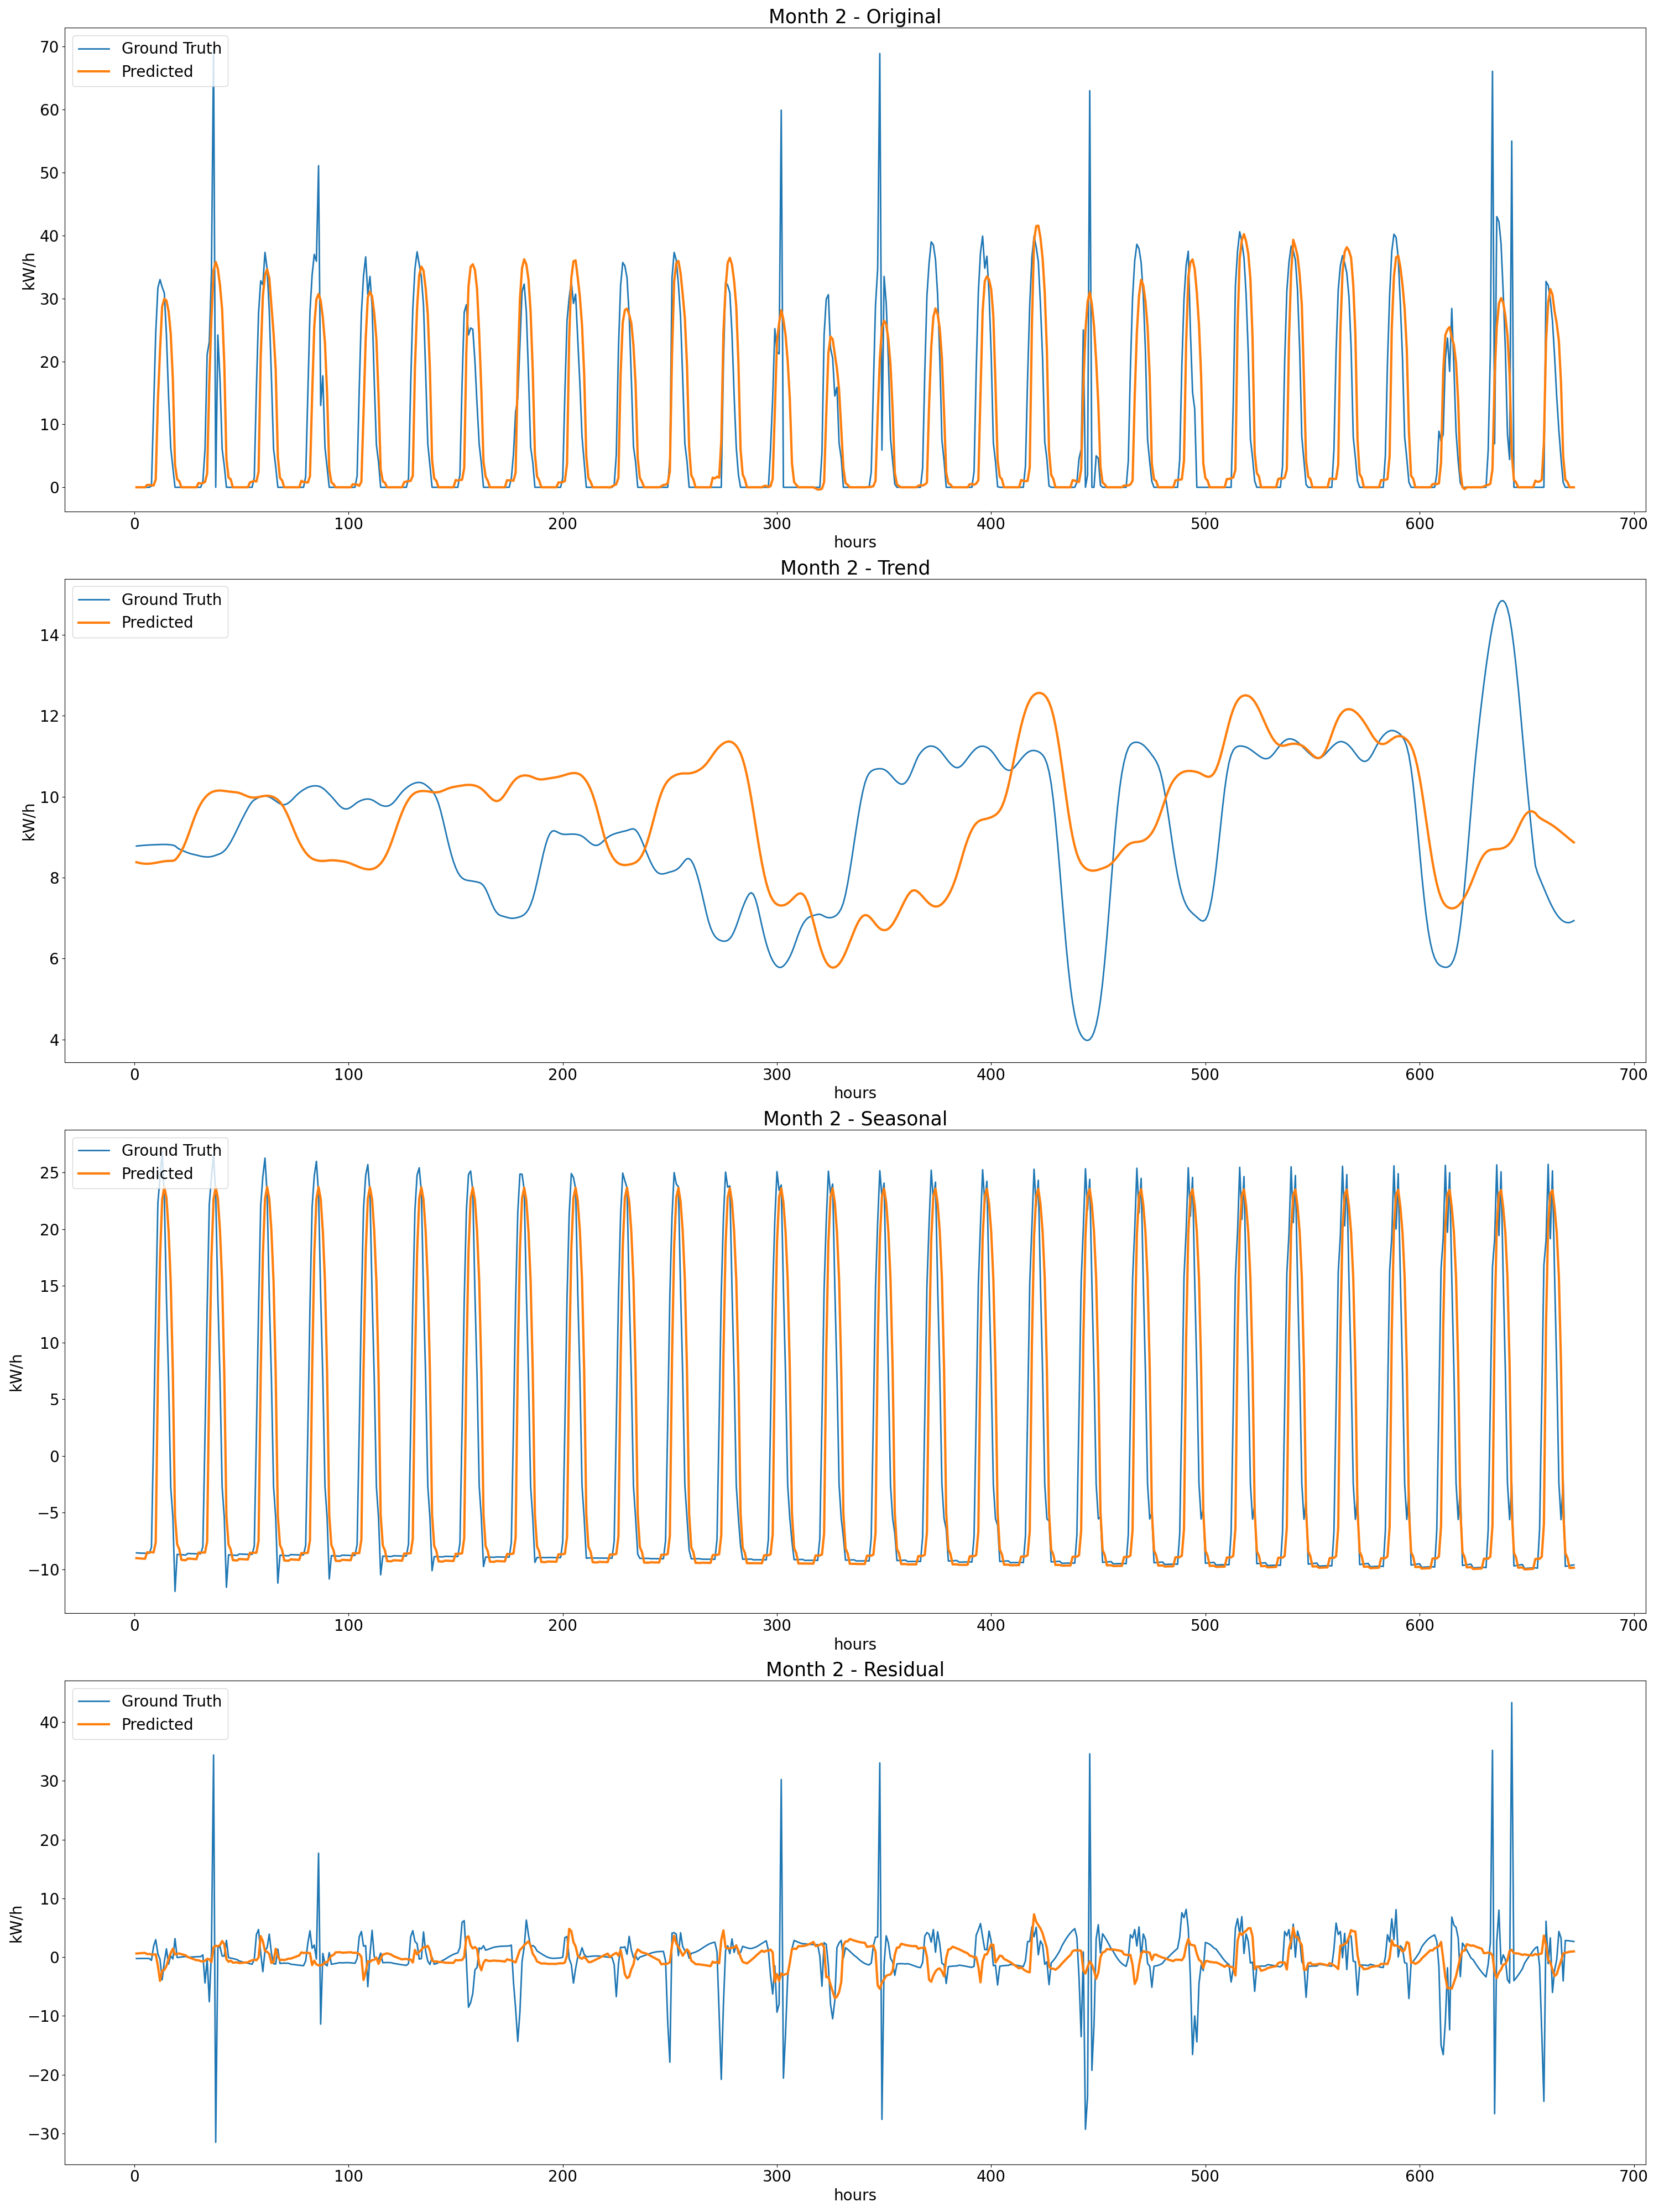 Month 2 - Original
Ground Truth
Predicted
70
60
50
40
30
20
10
0
kW/h
0 100 200 300 400 500 600 700
hours
Month 2 - Trend
Ground Truth
Predicted
14
12
10
8
6
4
kW/h
0 100 200 300 400 500 600 700
hours
Month 2 - Seasonal
Ground Truth
Predicted
25
20
15
10
5
0
−5
−10
kW/h
0 100 200 300 400 500 600 700
hours
Month 2 - Residual
Ground Truth
Predicted
40
30
20
10
0
−10
−20
−30
kW/h
0 100 200 300 400 500 600 700
hours